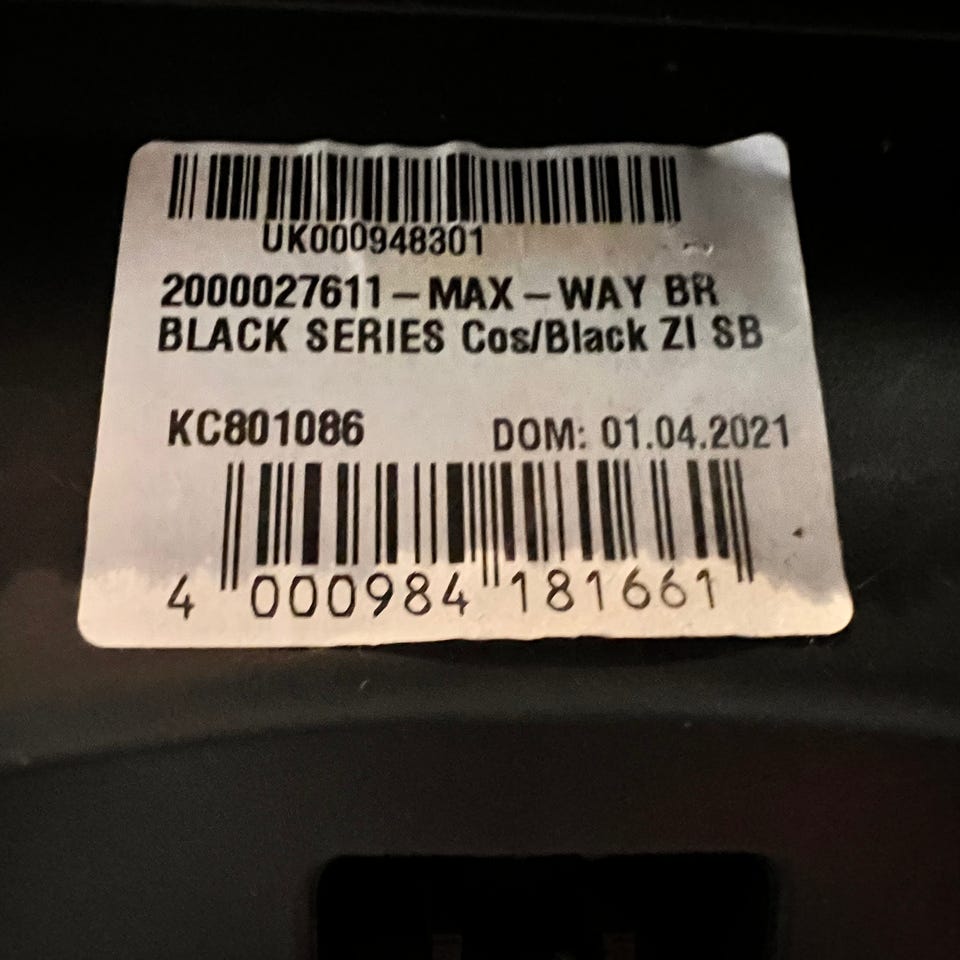 UK000948301
2000027611-MAX-WAY BR
BLACK SERIES Cos/Black ZI SB
KC801086 DOM: 01.04.2021
4 000984 181661